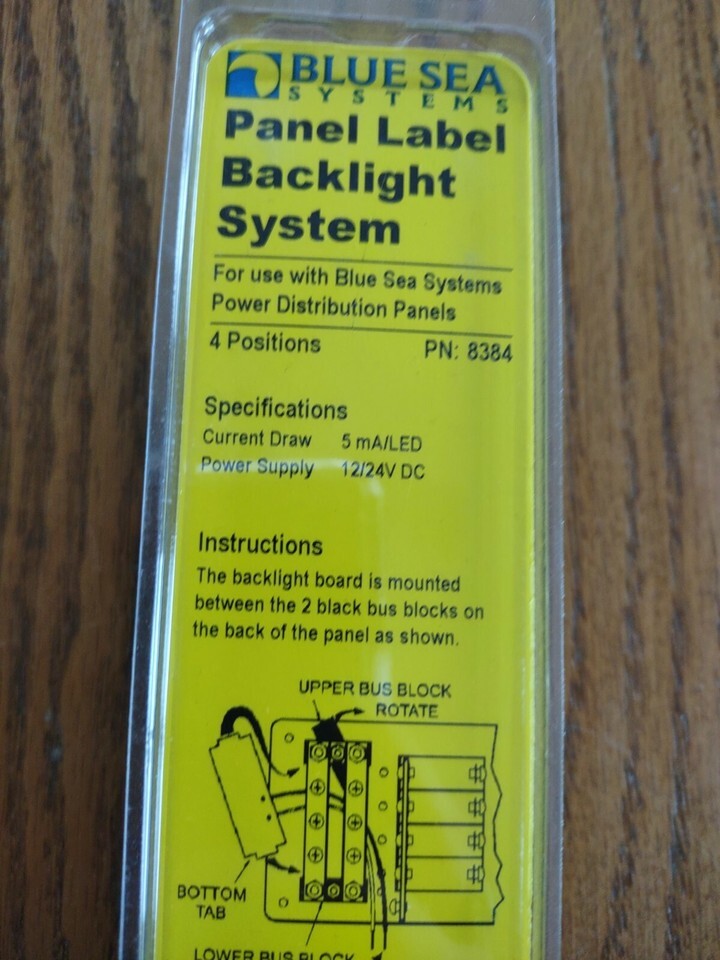 BLUE SEA
SYSTEMS
Panel Label
Backlight
System
For use with Blue Sea Systems
Power Distribution Panels
4 Positions PN: 8384
Specifications
Current Draw 5 mA/LED
Power Supply 12/24V DC
Instructions
The backlight board is mounted
between the 2 black bus blocks on
the back of the panel as shown.
UPPER BUS BLOCK
ROTATE
BOTTOM
TAB
LOWER BUS BLOCK